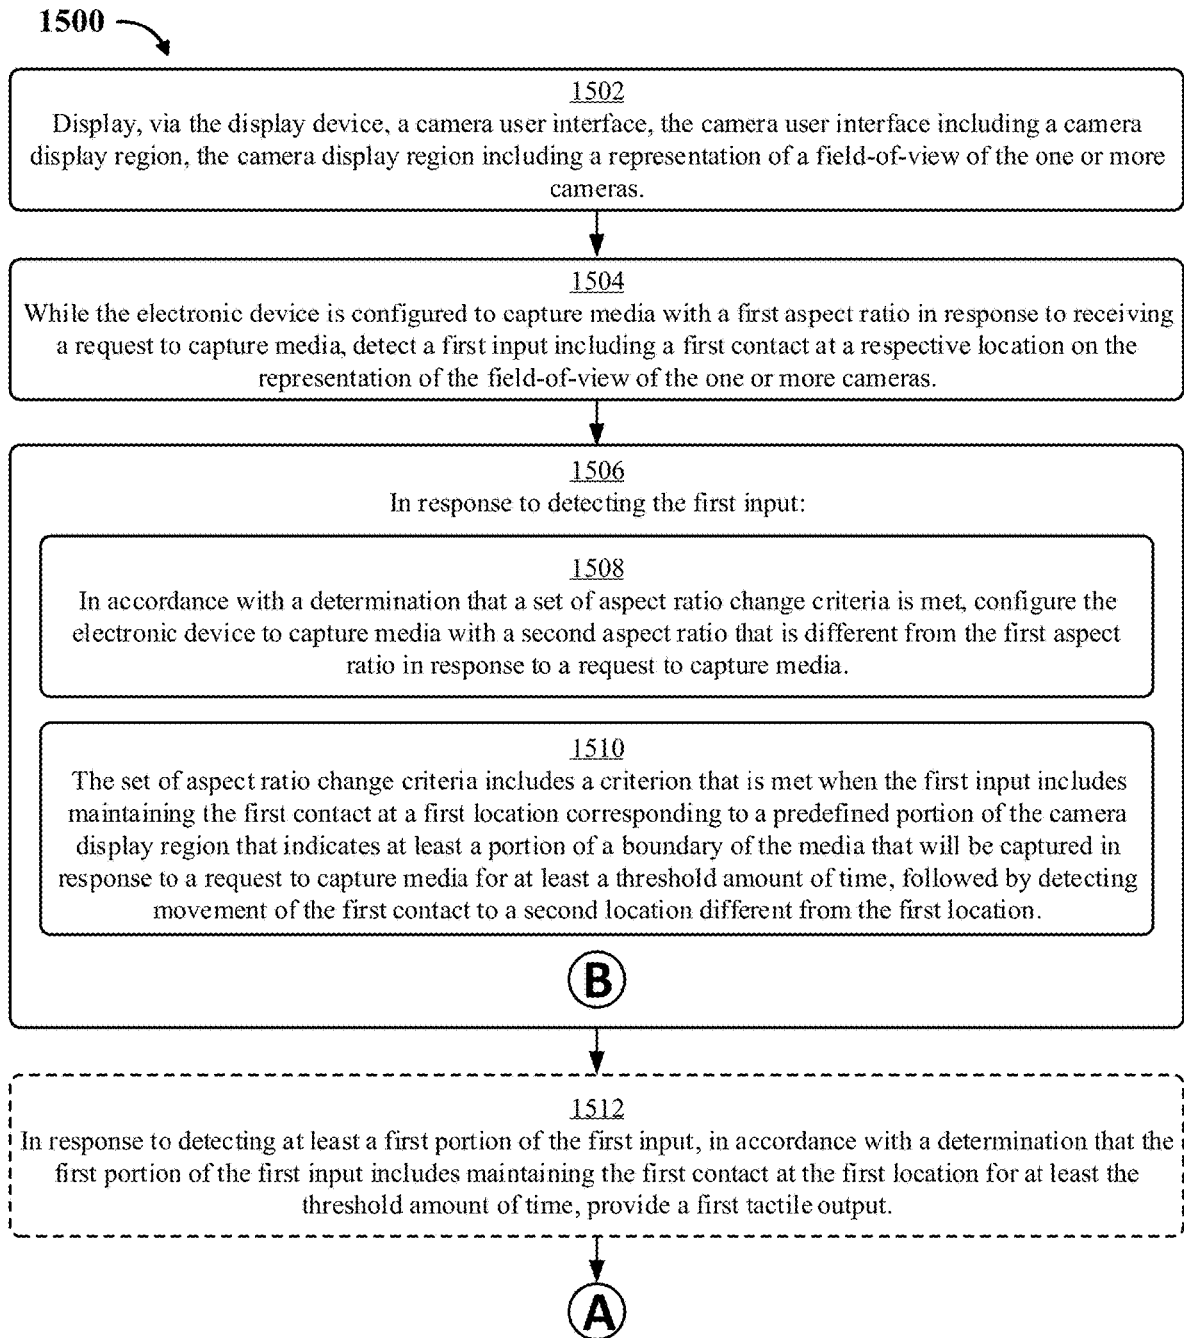 1500
1502
Display, via the display device, a camera user interface, the camera user interface including a camera
display region, the camera display region including a representation of a field-of-view of the one or more
cameras.
1504
While the electronic device is configured to capture media with a first aspect ratio in response to receiving
a request to capture media, detect a first input including a first contact at a respective location on the
representation of the field-of-view of the one or more cameras.
1506
In response to detecting the first input:
1508
In accordance with a determination that a set of aspect ratio change criteria is met, configure the
electronic device to capture media with a second aspect ratio that is different from the first aspect
ratio in response to a request to capture media.
1510
The set of aspect ratio change criteria includes a criterion that is met when the first input includes
maintaining the first contact at a first location corresponding to a predefined portion of the camera
display region that indicates at least a portion of a boundary of the media that will be captured in
response to a request to capture media for at least a threshold amount of time, followed by detecting
movement of the first contact to a second location different from the first location.
B
1512
In response to detecting at least a first portion of the first input, in accordance with a determination that the
first portion of the first input includes maintaining the first contact at the first location for at least the
threshold amount of time, provide a first tactile output.
A